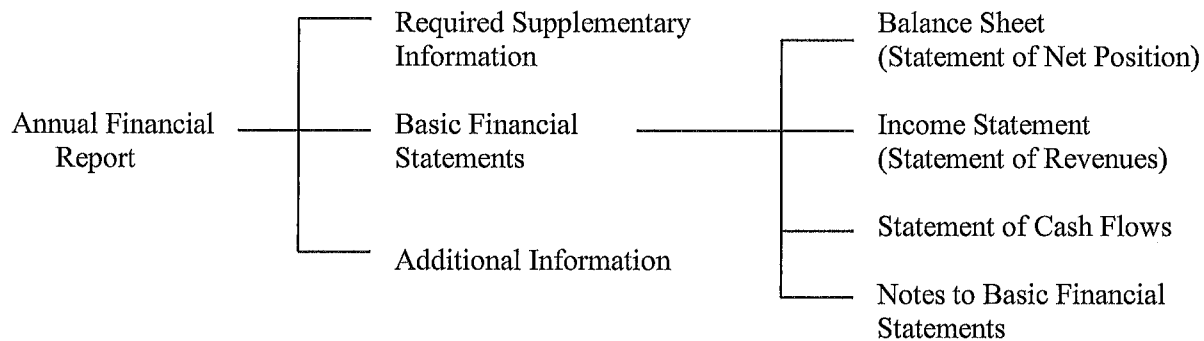 Annual Financial
Report
Required Supplementary
Information
Basic Financial
Statements
Additional Information
Balance Sheet
(Statement of Net Position)
Income Statement
(Statement of Revenues)
Statement of Cash Flows
Notes to Basic Financial
Statements